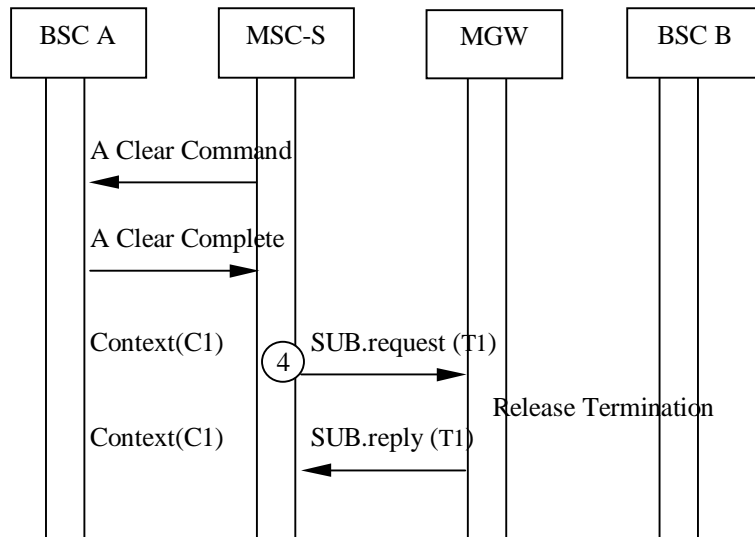 BSC A
MSC-S
MGW
BSC B
A Clear Command
A Clear Complete
Context(C1)
4
SUB.request (T1)
Release Termination
Context(C1)
SUB.reply (T1)